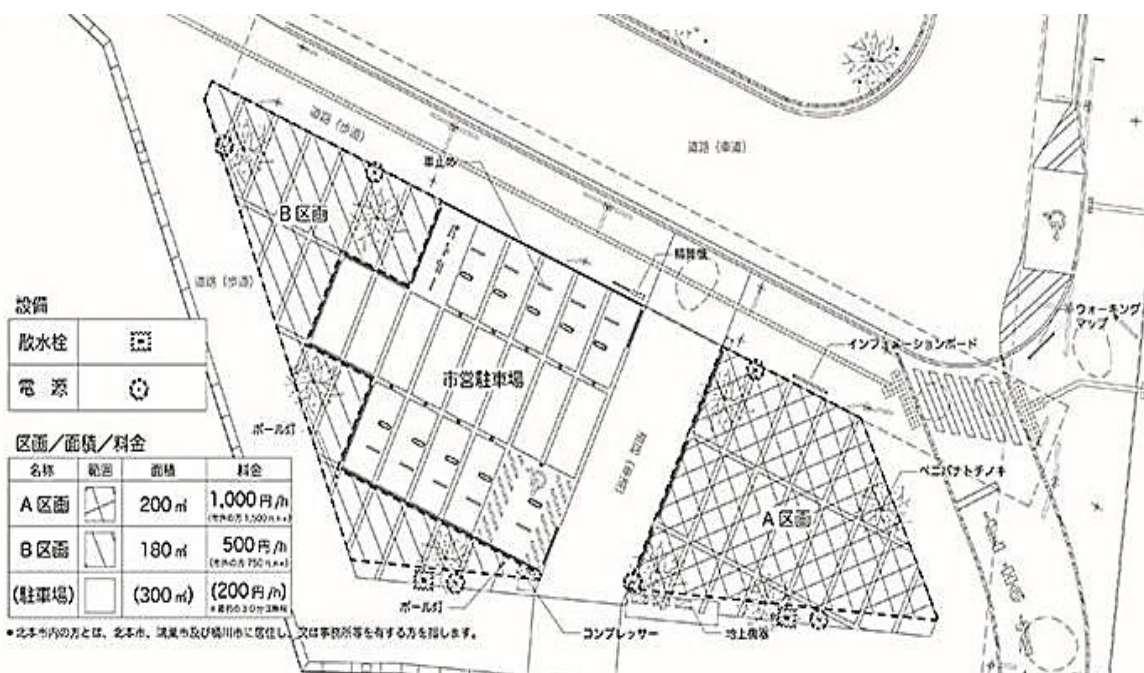 道路（歩道）
車止め
道路（車道）
B区画
精算機
道路（歩道）
ウォーキング
マップ
インフォメーションボード
設備
散水栓
電 源
市営駐車場
ポール灯
ベニバナトチノキ
A区画
区画／面積／料金
名称 範囲 面積 料金
A区画 200㎡ 1,000円/h
B区画 180㎡ 500円/h
(駐車場) (300㎡) (200円/h)
ポール灯
コンプレッサー
地上機器
●北本市内の方とは、北本市、鴻巣市及び桶川市に居住し、又は事務所等を有する方を指します。